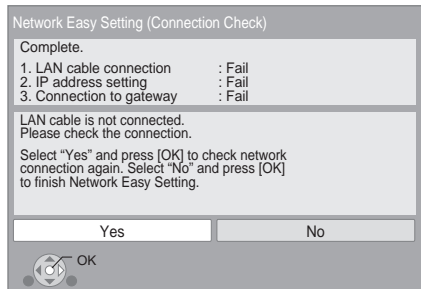 Network Easy Setting (Connection Check)
Complete.
1. LAN cable connection : Fail
2. IP address setting : Fail
3. Connection to gateway : Fail
LAN cable is not connected.
Please check the connection.
Select “Yes” and press [OK] to check network
connection again. Select “No” and press [OK]
to finish Network Easy Setting.
Yes No
OK